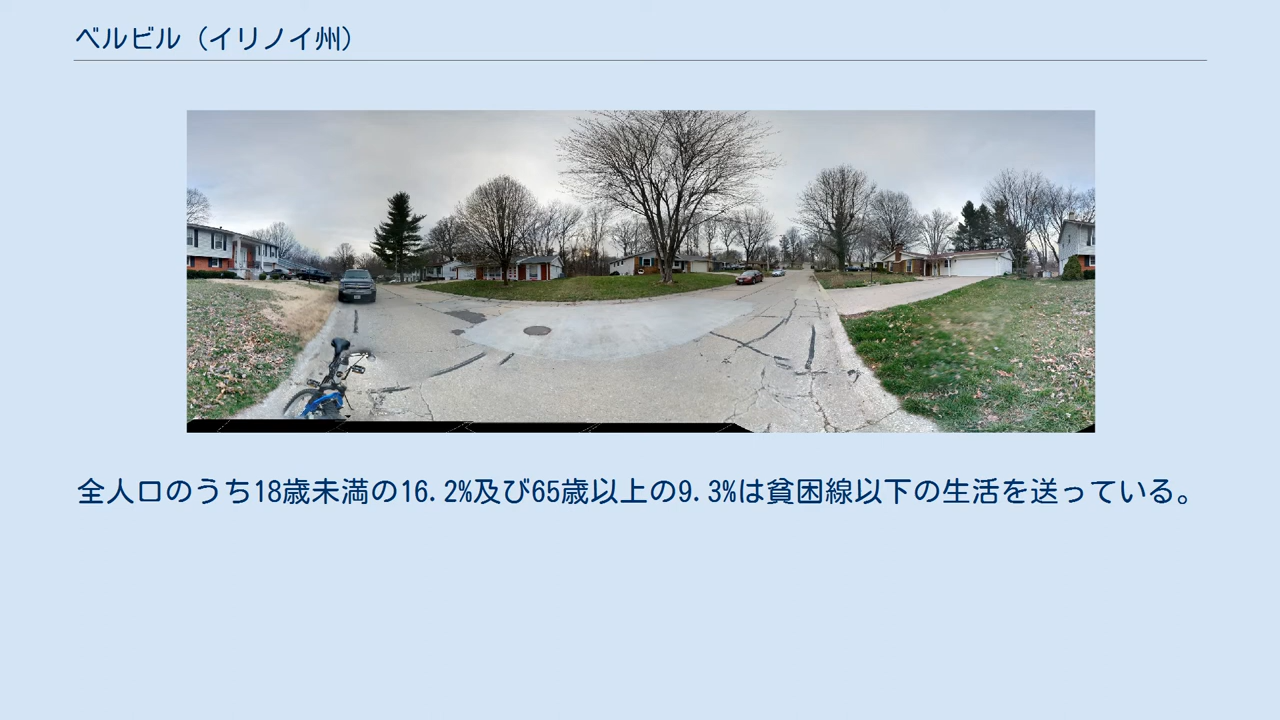 ベルビル（イリノイ州）
全人口のうち18歳未満の16.2%及び65歳以上の9.3%は貧困線以下の生活を送っている。